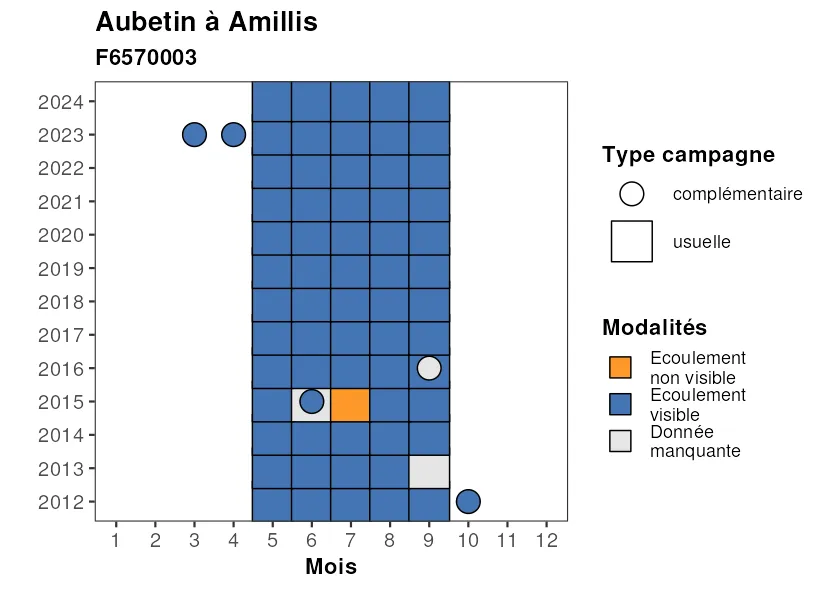 Aubetin à Amillis
F6570003
2024
2023
2022
2021
2020
2019
2018
2017
2016
2015
2014
2013
2012
1 2 3 4 5 6 7 8 9 10 11 12
Mois
Type campagne
complémentaire
usuelle
Modalités
Ecoulement
non visible
Ecoulement
visible
Donnée
manquante